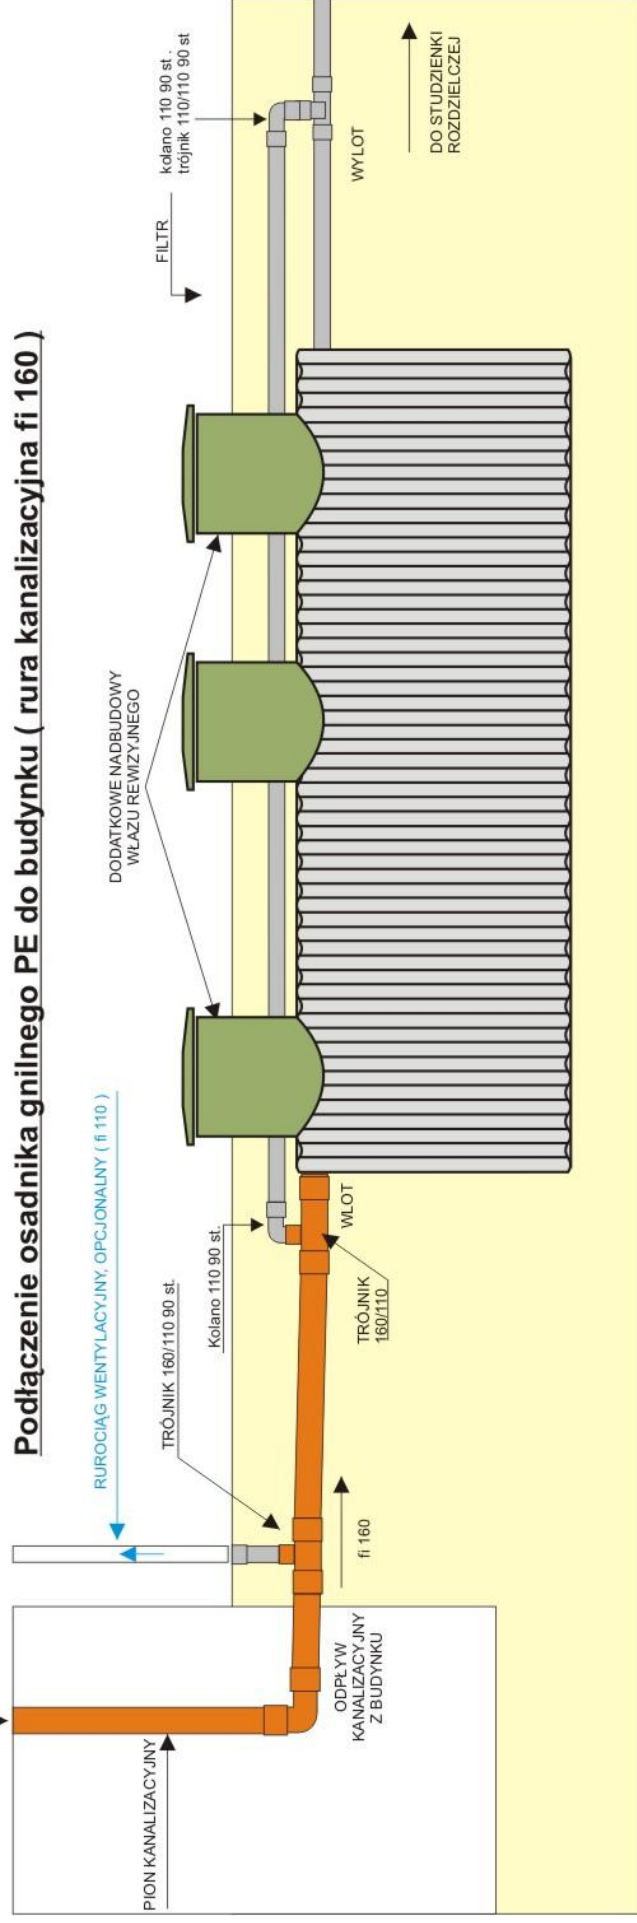 Podłączenie osadnika gnilnego PE do budynku ( rura kanalizacyjna fi 160 )
RUROCIĄG WENTYLACYJNY, OPCJONALNY ( fi 110 )
DODATKOWE NADBUDOWY
WŁAZU REWIZYJNEGO
FILTR
kolano 110 90 st .
trójnik 110/110 90 st
PION KANALIZACYJNY
TRÓJNIK 160/110 90 st.
Kolano 110 90 st.
ODPŁYW
KANALIZACYJNY
Z BUDYNKU
fi 160
TRÓJNIK
160/110
WLOT
WYLOT
DO STUDZIENKI
ROZDZIELCZEJ